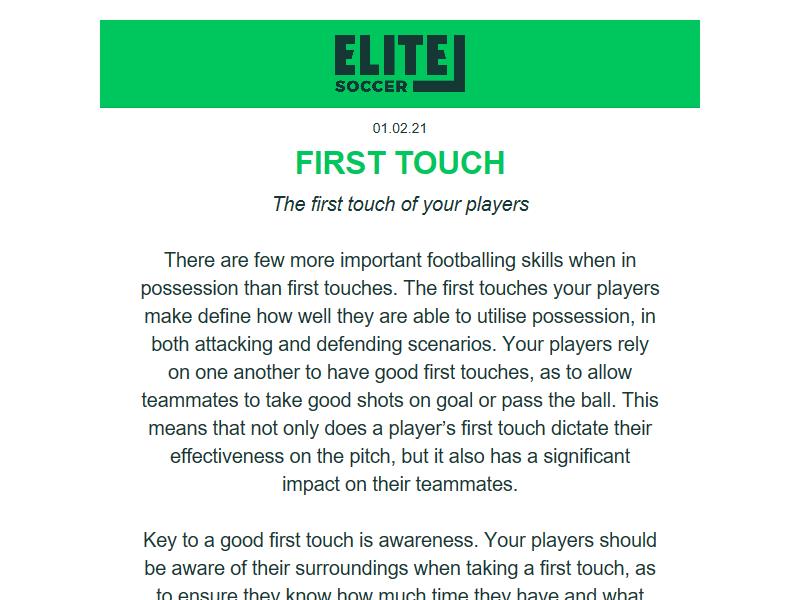 ELITE
SOCCER
01.02.21
FIRST TOUCH
The first touch of your players
There are few more important footballing skills when in
possession than first touches. The first touches your players
make define how well they are able to utilise possession, in
both attacking and defending scenarios. Your players rely
on one another to have good first touches, as to allow
teammates to take good shots on goal or pass the ball. This
means that not only does a player’s first touch dictate their
effectiveness on the pitch, but it also has a significant
impact on their teammates.
Key to a good first touch is awareness. Your players should
be aware of their surroundings when taking a first touch, as
to ensure they know how much time they have and what